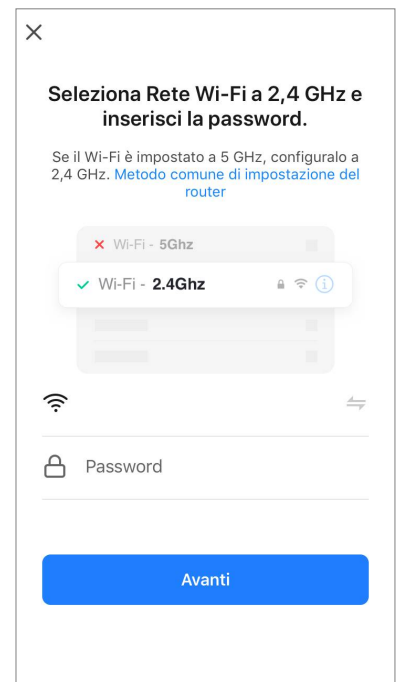 Seleziona Rete Wi-Fi a 2,4 GHz e
inserisci la password.
Se il Wi-Fi è impostato a 5 GHz, configuralo a
2,4 GHz. Metodo comune di impostazione del
router
Wi-Fi - 5Ghz
Wi-Fi - 2.4Ghz
Password
Avanti